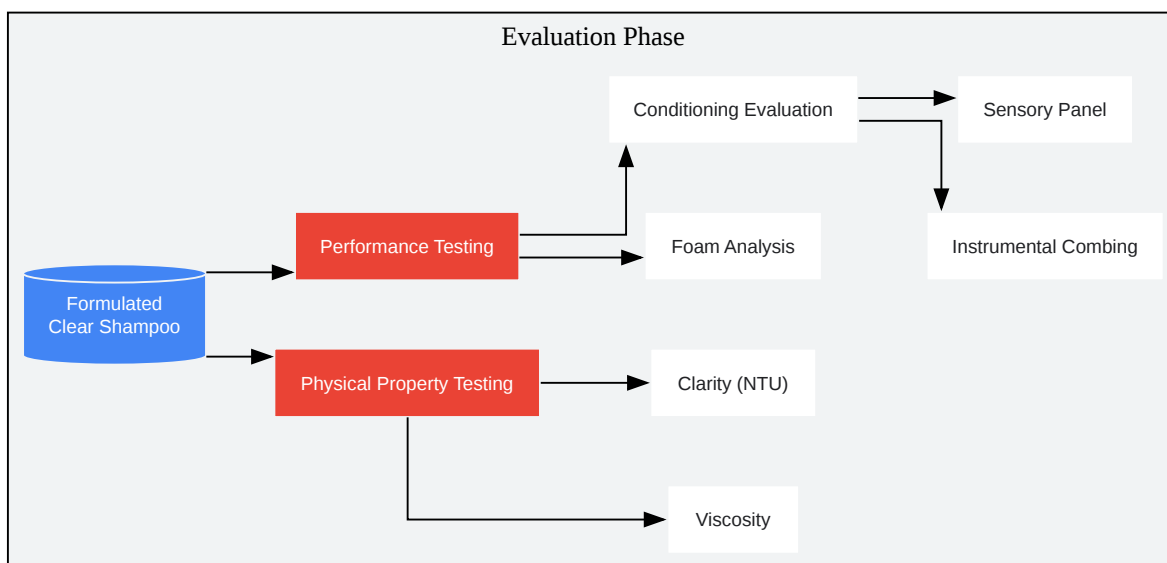 Evaluation Phase
Conditioning Evaluation
Sensory Panel
Performance Testing
Foam Analysis
Instrumental Combing
Formulated
Clear Shampoo
Physical Property Testing
Clarity (NTU)
Viscosity